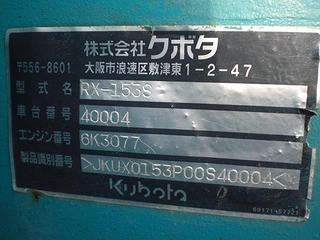 株式会社クボタ
〒556-8601
大阪市浪速区敷津東1-2-47
型式名 RX-153S
車台番号 40004
エンジン番号 6K3077
製品識別番号 >JKUX0153P00S40004<
Kubota